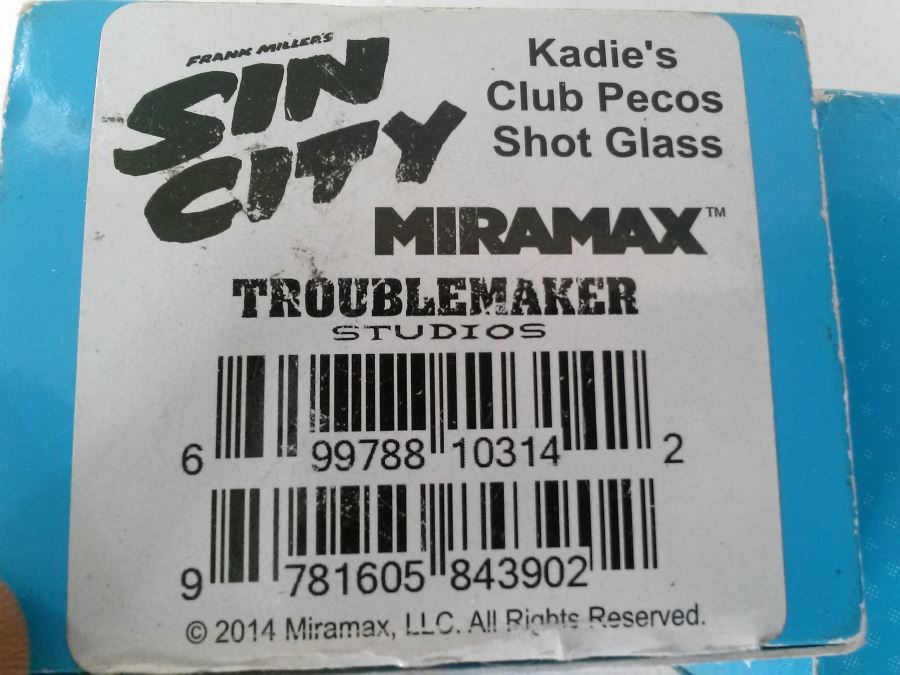 FRANK MILLER'S
SIN
CITY
Kadie's
Club Pecos
Shot Glass
MIRAMAX™
TROUBLEMAKER
STUDIOS
6 99788 10314 2
9 781605 843902
© 2014 Miramax, LLC. All Rights Reserved.